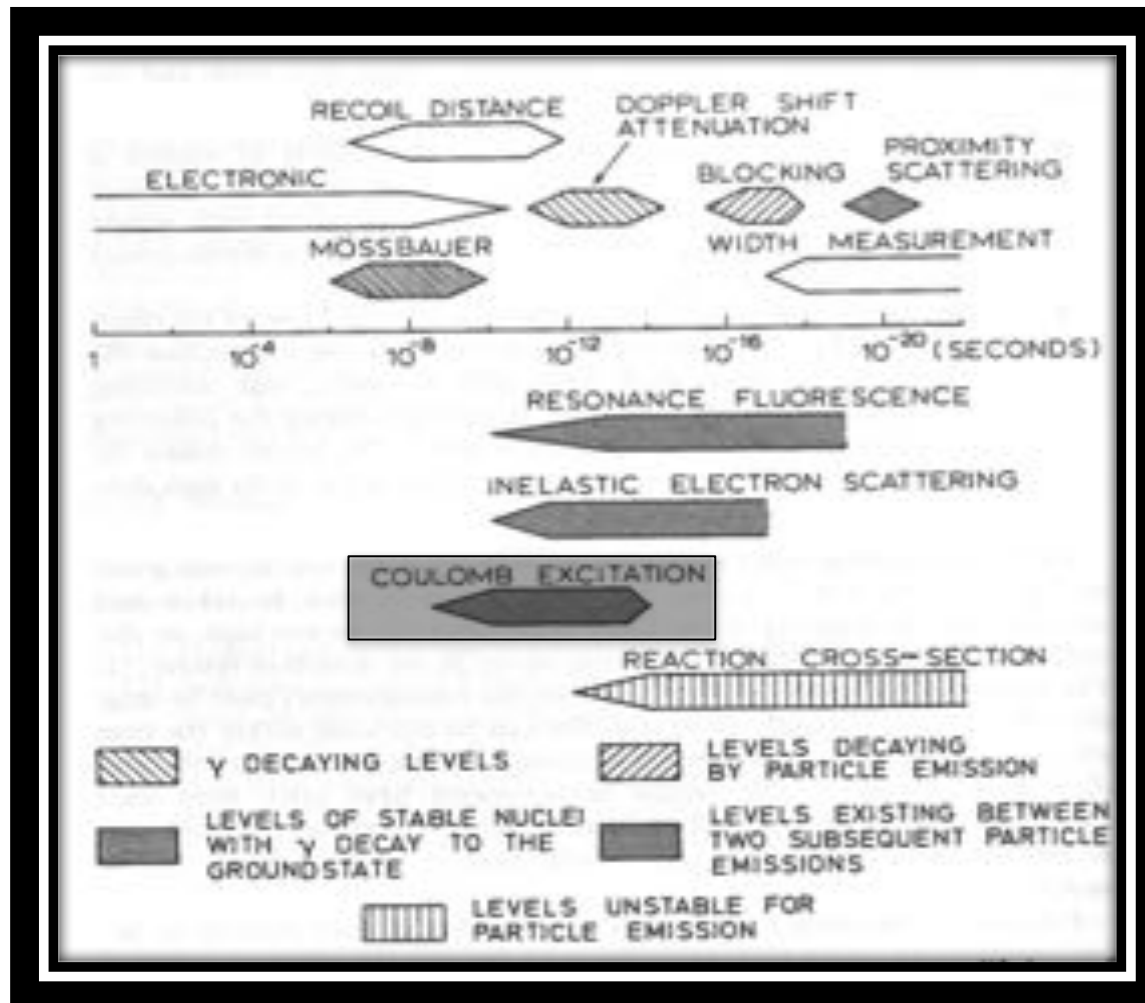 RECOIL DISTANCE
DOPPLER SHIFT
ATTENUATION
PROXIMITY
SCATTERING
ELECTRONIC
BLOCKING
MÖSSBAUER
WIDTH MEASUREMENT
1 10-4 10-8 10-12 10-16 10-20 (SECONDS)
RESONANCE FLUORESCENCE
INELASTIC ELECTRON SCATTERING
COULOMB EXCITATION
REACTION CROSS-SECTION
γ DECAYING LEVELS
LEVELS DECAYING
BY PARTICLE EMISSION
LEVELS OF STABLE NUCLEI
WITH γ DECAY TO THE
GROUNDSTATE
LEVELS EXISTING BETWEEN
TWO SUBSEQUENT PARTICLE
EMISSIONS
LEVELS UNSTABLE FOR
PARTICLE EMISSION